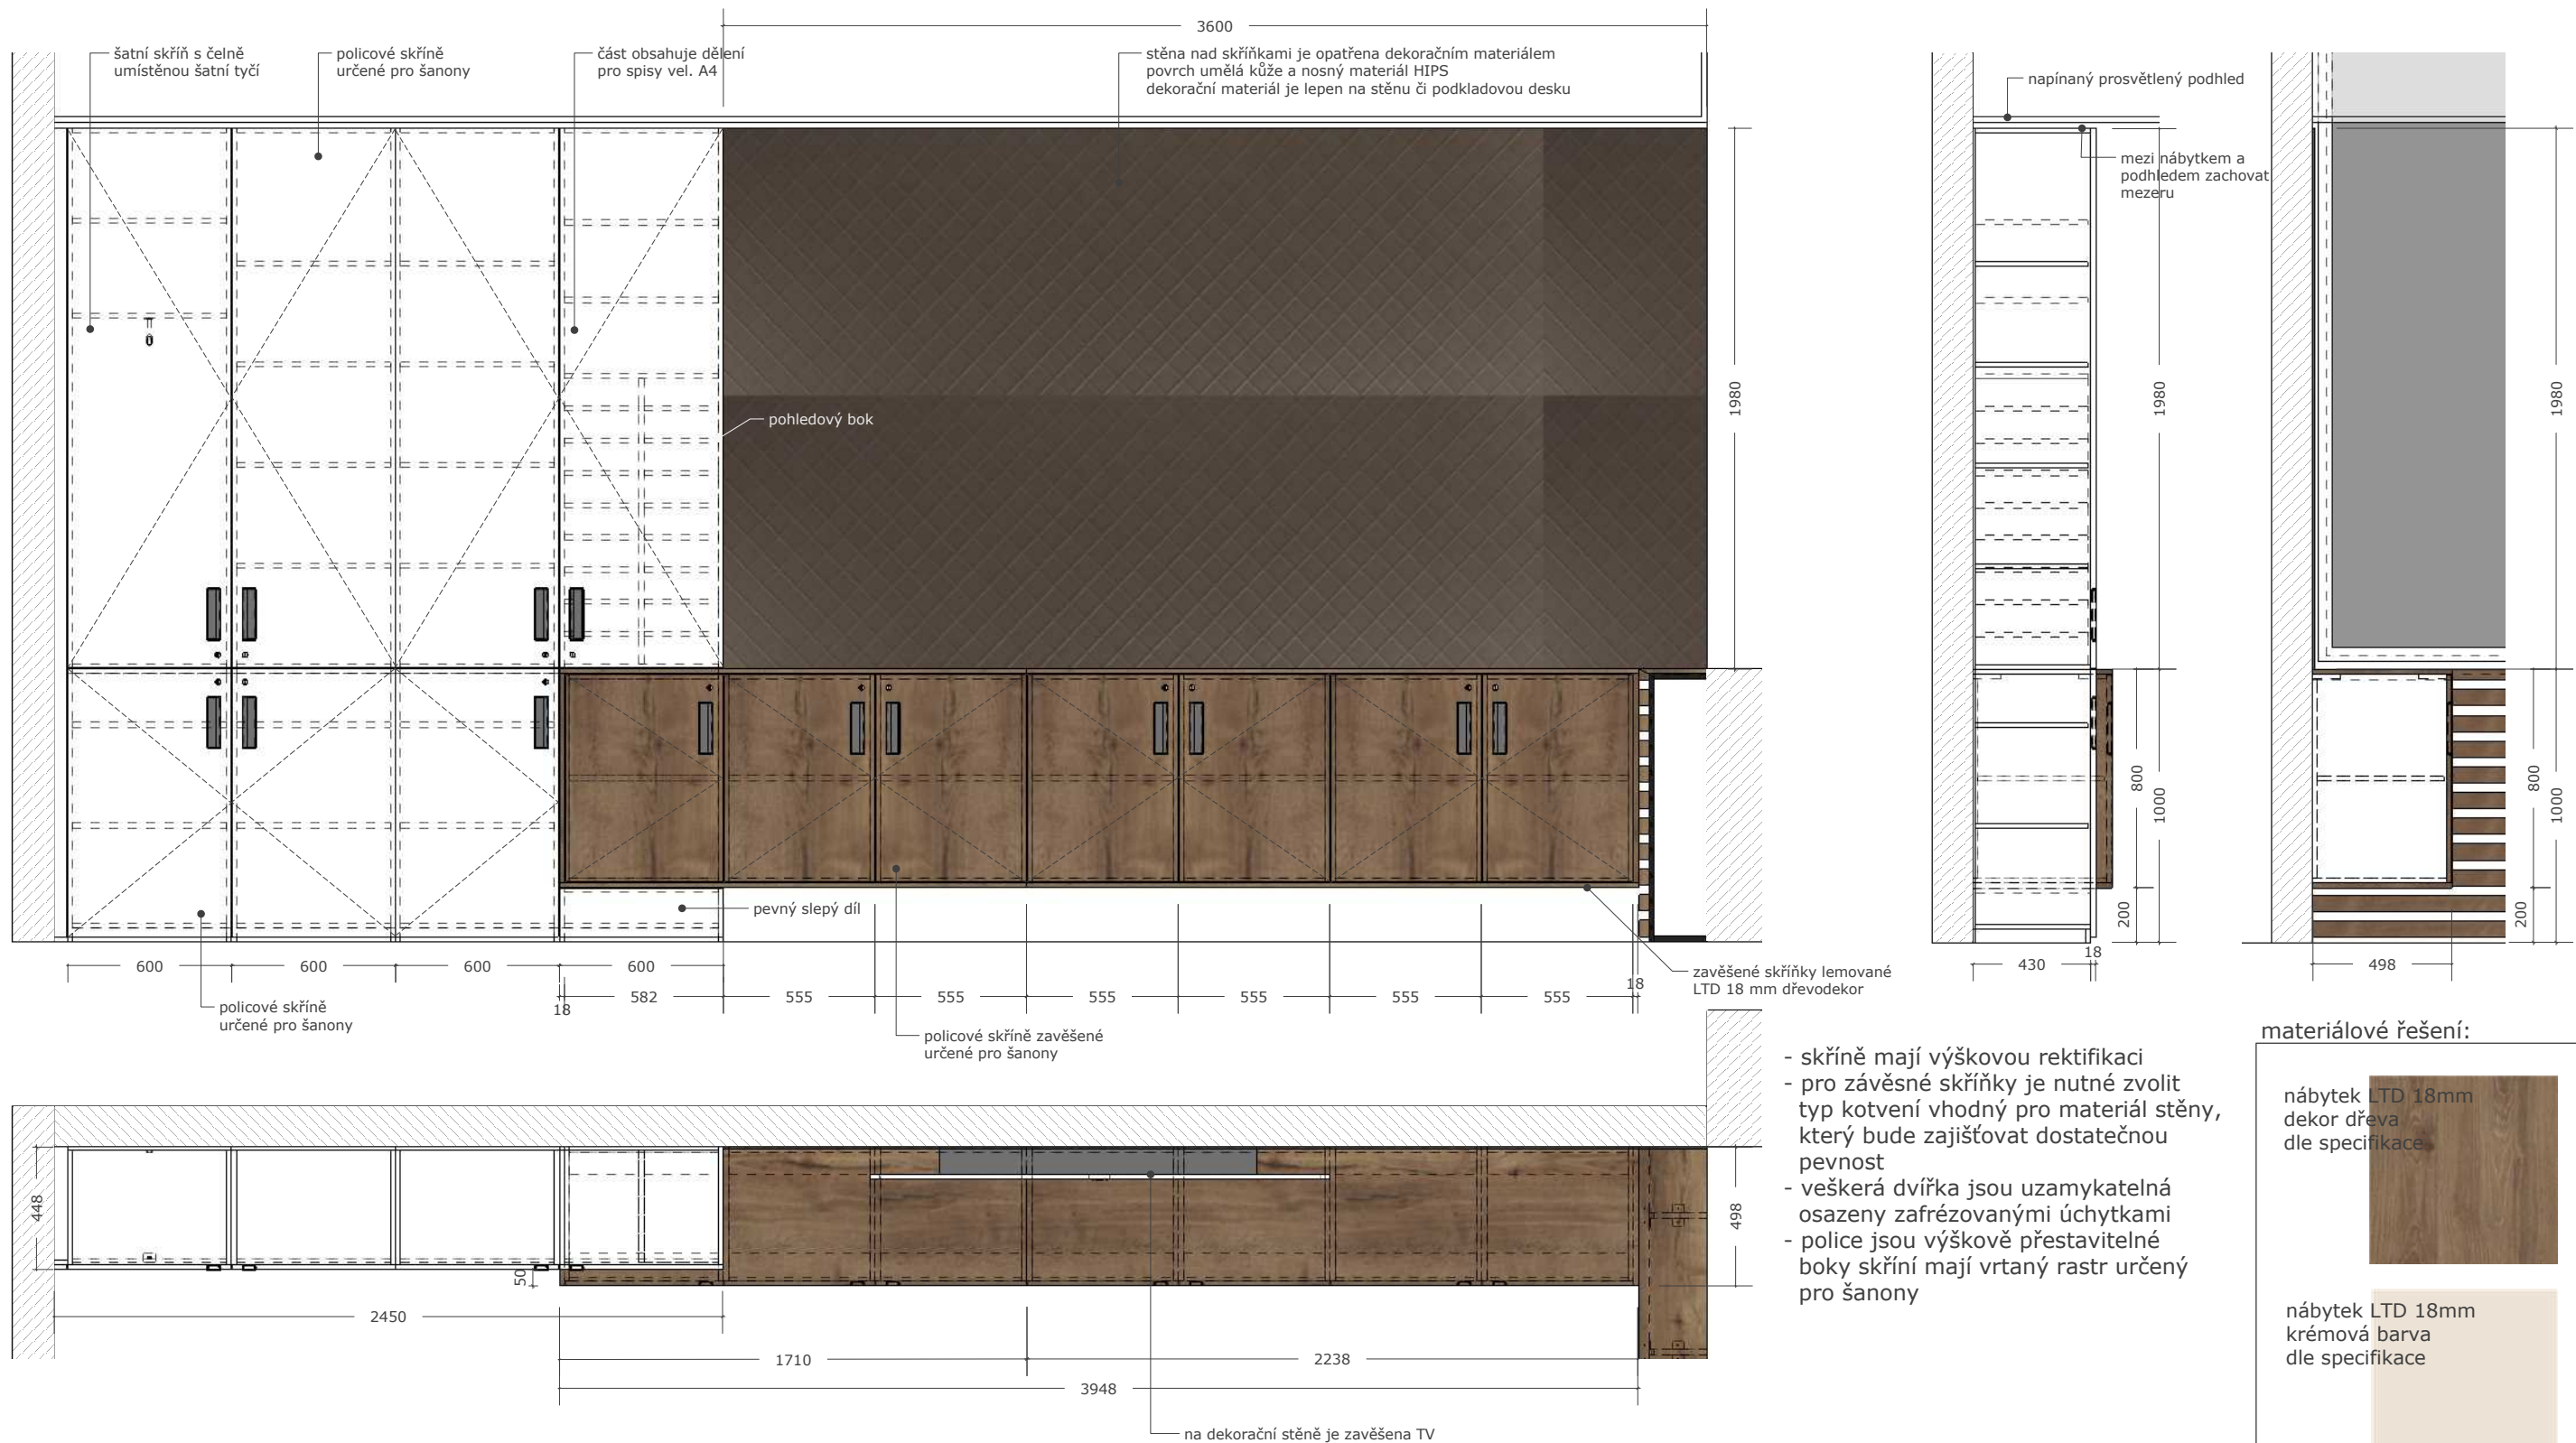 3600
šatní skříň s čelně
umístěnou šatní tyčí
policové skříně
určené pro šanony
část obsahuje dělení
pro spisy vel. A4
stěna nad skříňkami je opatřena dekoračním materiálem
povrch umělá kůže a nosný materiál HIPS
dekorační materiál je lepen na stěnu či podkladovou desku
napínaný prosvětlený podhled
mezi nábytkem a
podhledem zachovat
mezeru
pohledový bok
1980
1980
1980
800
1000
200
800
1000
200
pevný slepý díl
600
600
600
600
582
18
555
555
555
555
555
555
18
430
18
498
policové skříně
určené pro šanony
policové skříně zavěšené
určené pro šanony
zavěšené skříňky lemované
LTD 18 mm dřevodekor
448
50
498
2450
1710
2238
3948
na dekorační stěně je zavěšena TV
- skříně mají výškovou rektifikaci
- pro závěsné skříňky je nutné zvolit
typ kotvení vhodný pro materiál stěny,
který bude zajišťovat dostatečnou
pevnost
- veškerá dvířka jsou uzamykatelná
osazeny zafrézovanými úchytkami
- police jsou výškově přestavitelné
boky skříní mají vrtaný rastr určený
pro šanony
materiálové řešení:
nábytek LTD 18mm
dekor dřeva
dle specifikace
nábytek LTD 18mm
krémová barva
dle specifikace